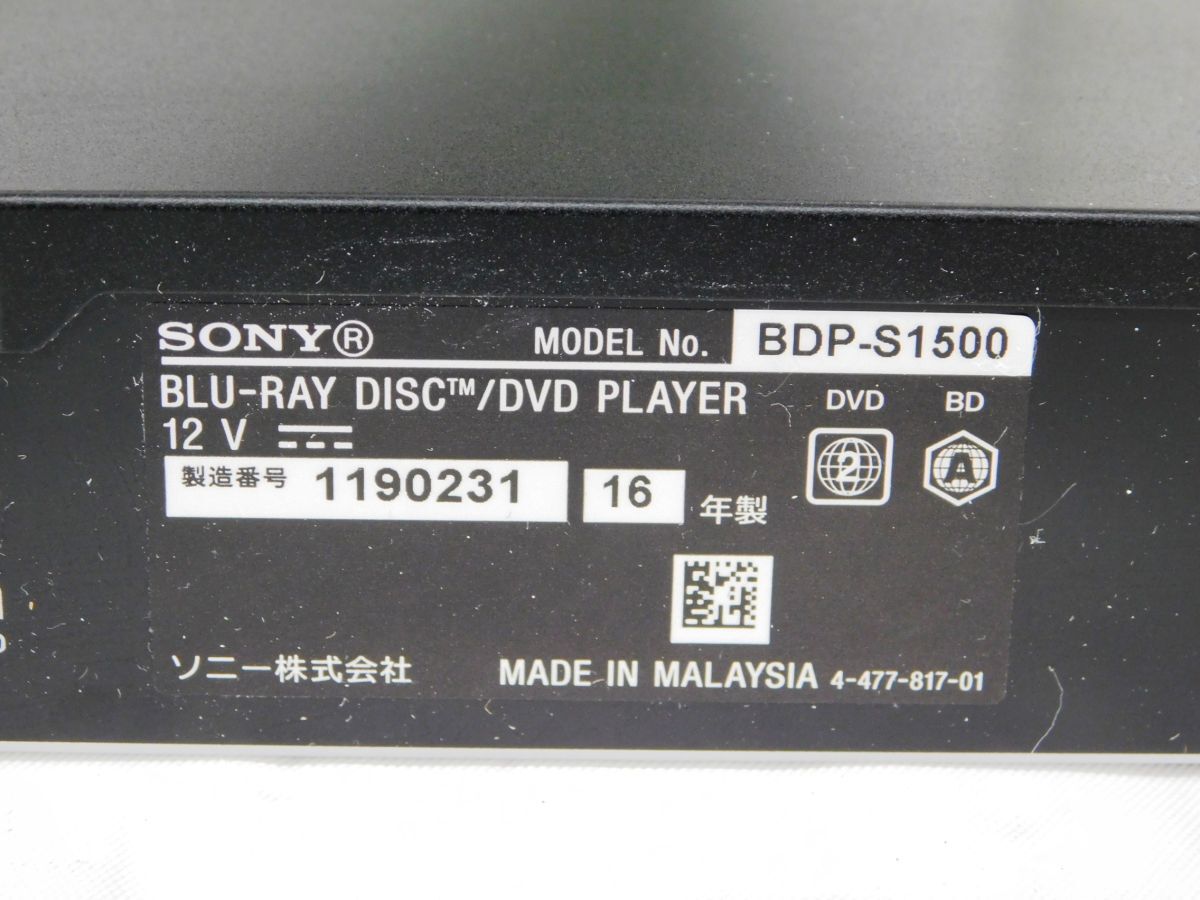 SONY® MODEL No. BDP-S1500
BLU-RAY DISC™/DVD PLAYER DVD BD
12 V 2 A
製造番号 1190231 16 年製
ソニー株式会社 MADE IN MALAYSIA 4-477-817-01